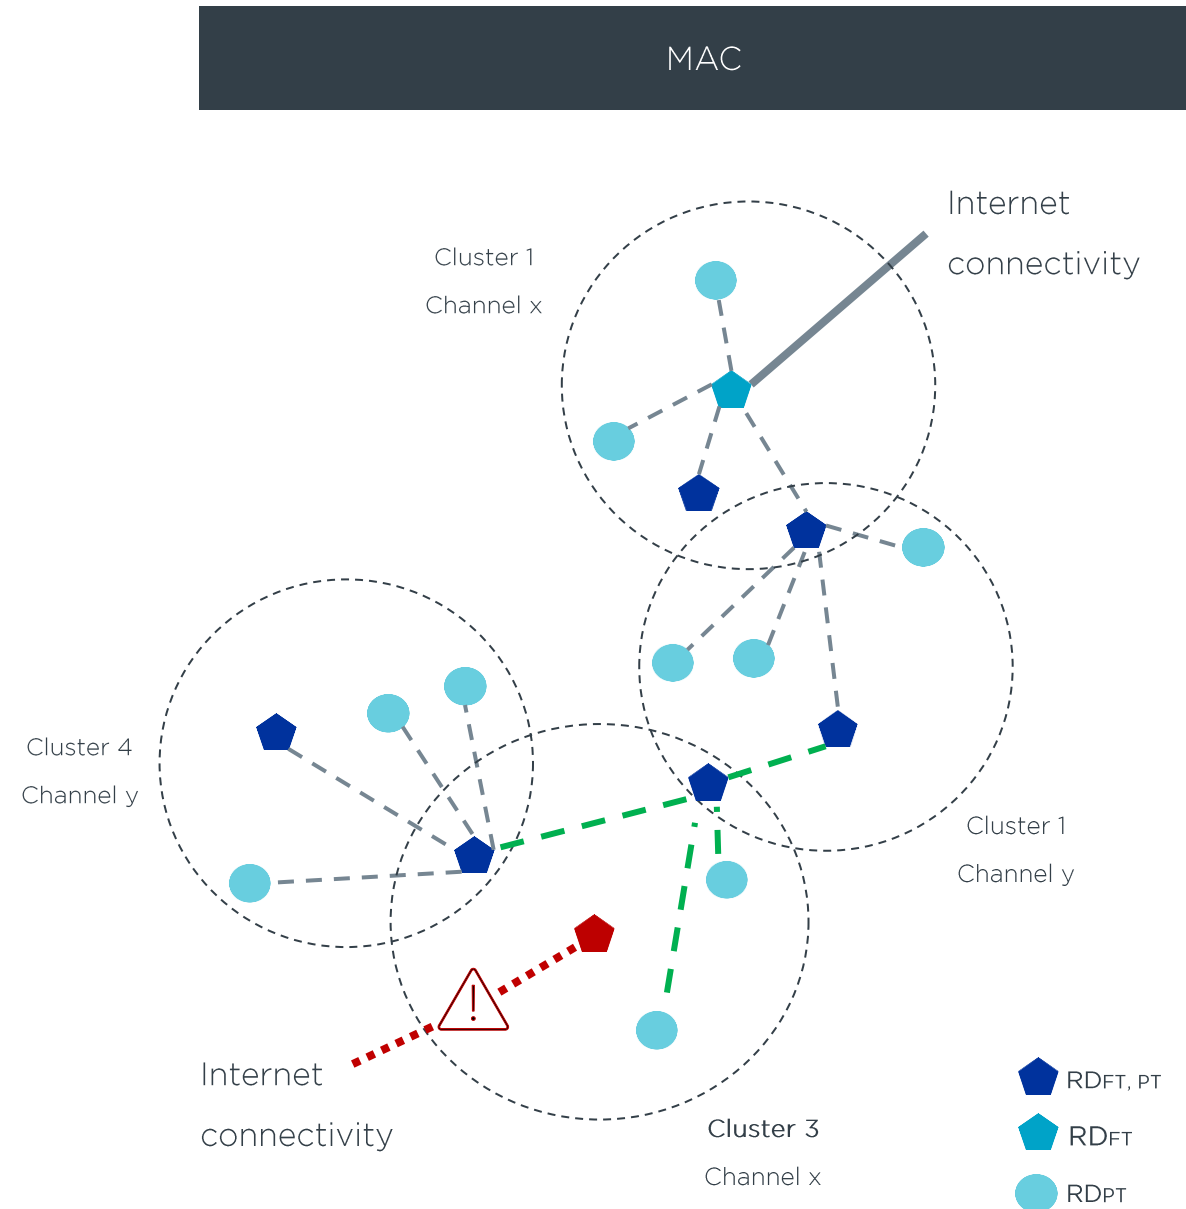 MAC
Internet
connectivity
Cluster 1
Channel x
Cluster 4
Channel y
Cluster 1
Channel y
Internet
connectivity
Cluster 3
Channel x
RDFT, PT
RDFT
RDPT